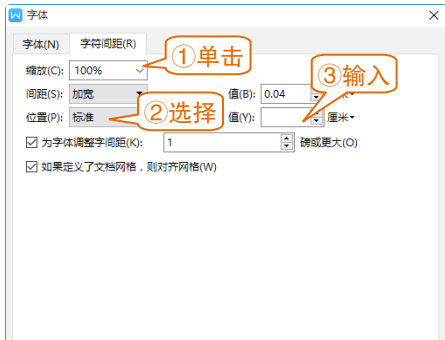 字体
字体(N) 字符间距(R)
①单击
缩放(C): 100%
③输入
间距(S): 加宽 值(B): 0.04
②选择
位置(P): 标准 值(Y): 厘米
为字体调整字间距(K): 1 磅或更大(O)
如果定义了文档网格，则对齐网格(W)